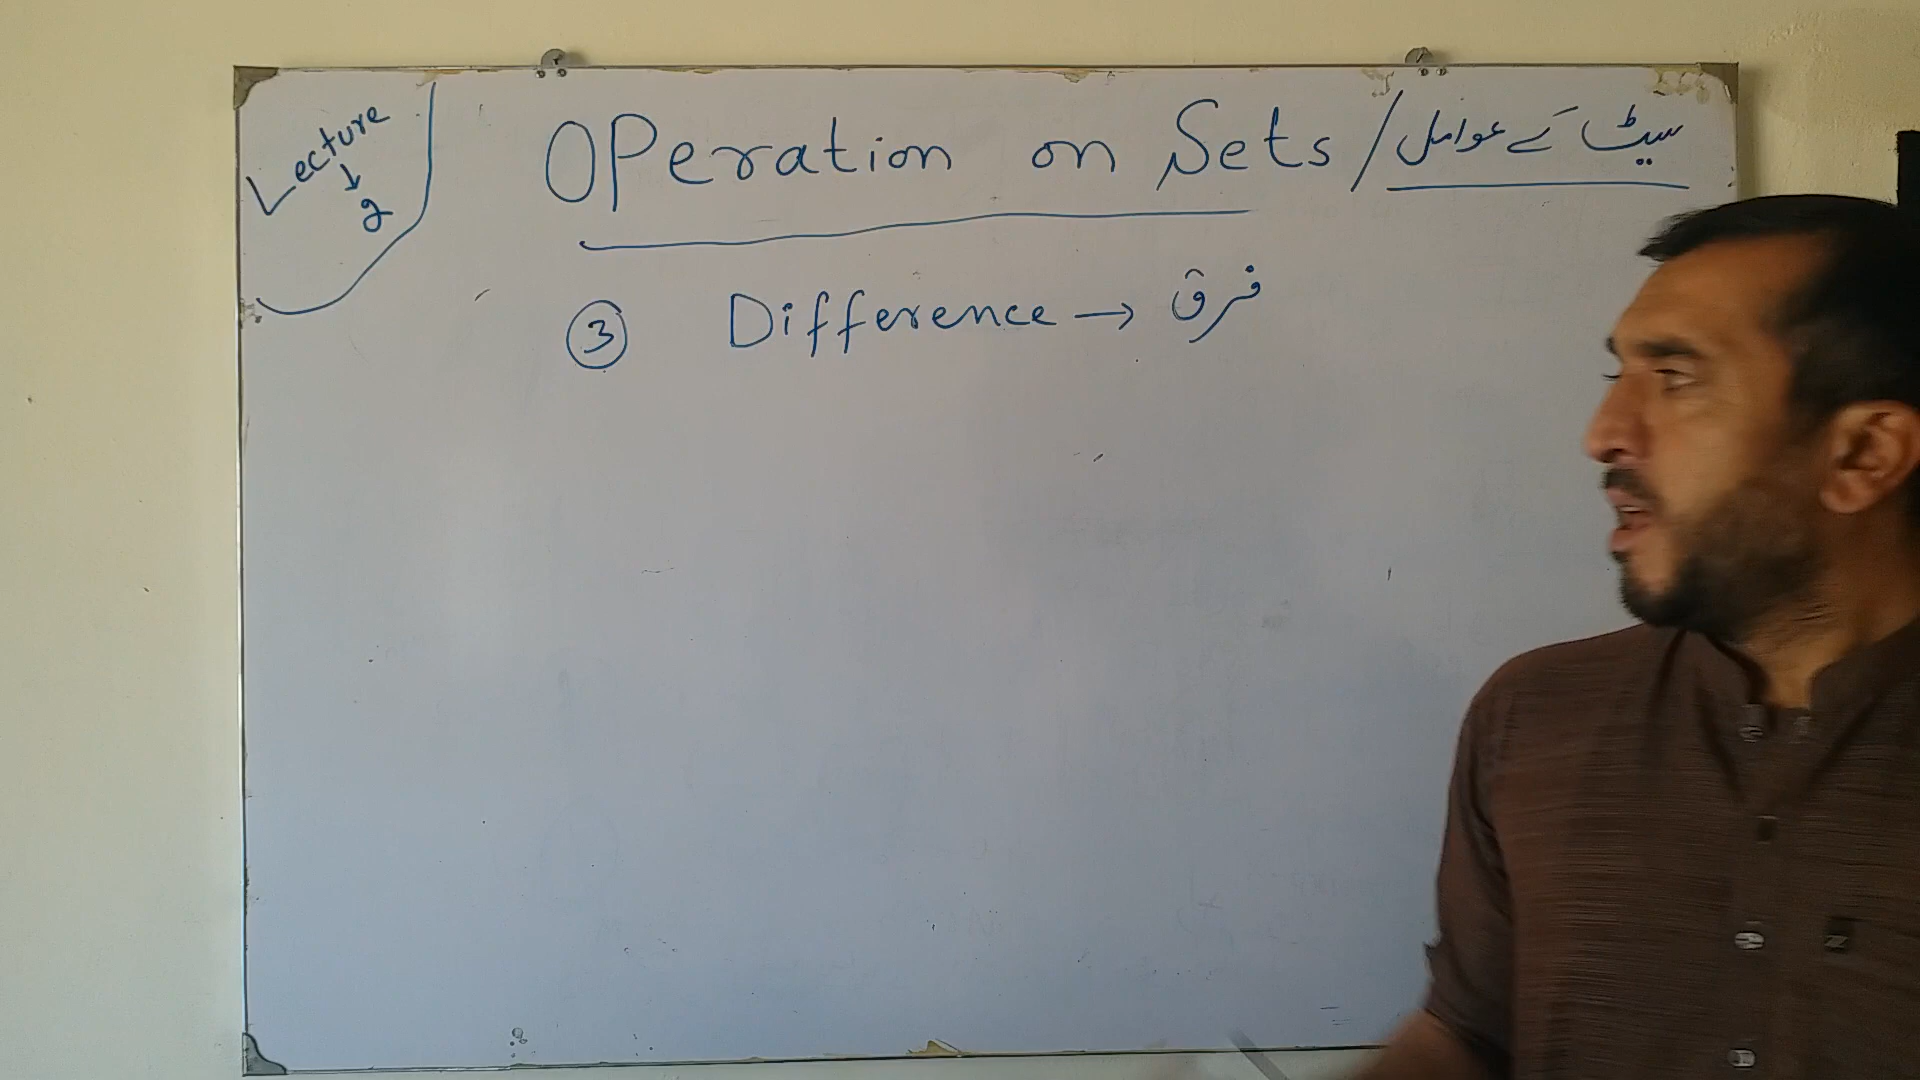 Lecture
↓
2
OPeration on Sets / سیٹ کے عوامل
③ Difference → فرق